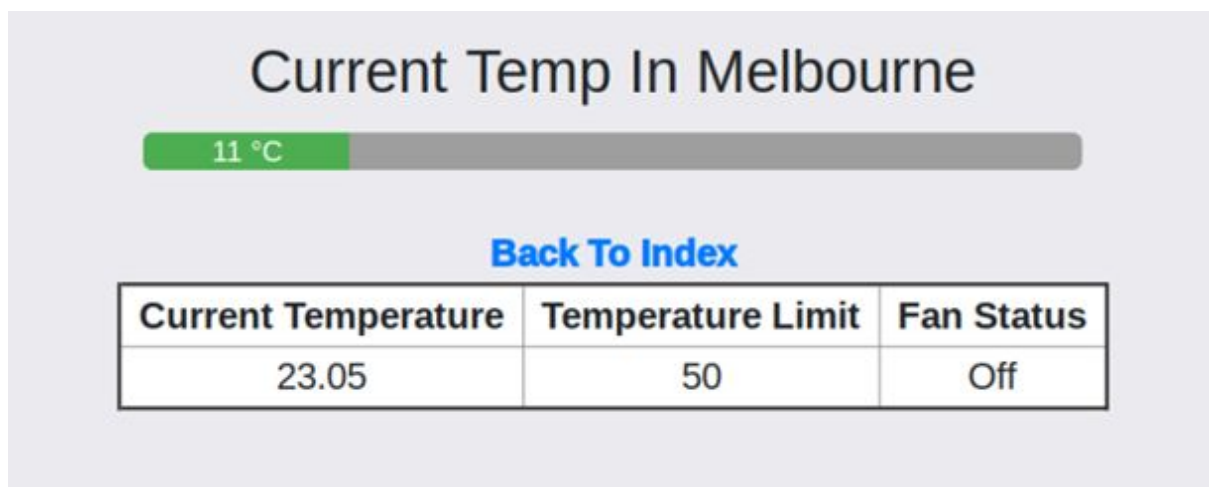 Current Temp In Melbourne
11 °C
Back To Index
Current Temperature Temperature Limit Fan Status
23.05 50 Off